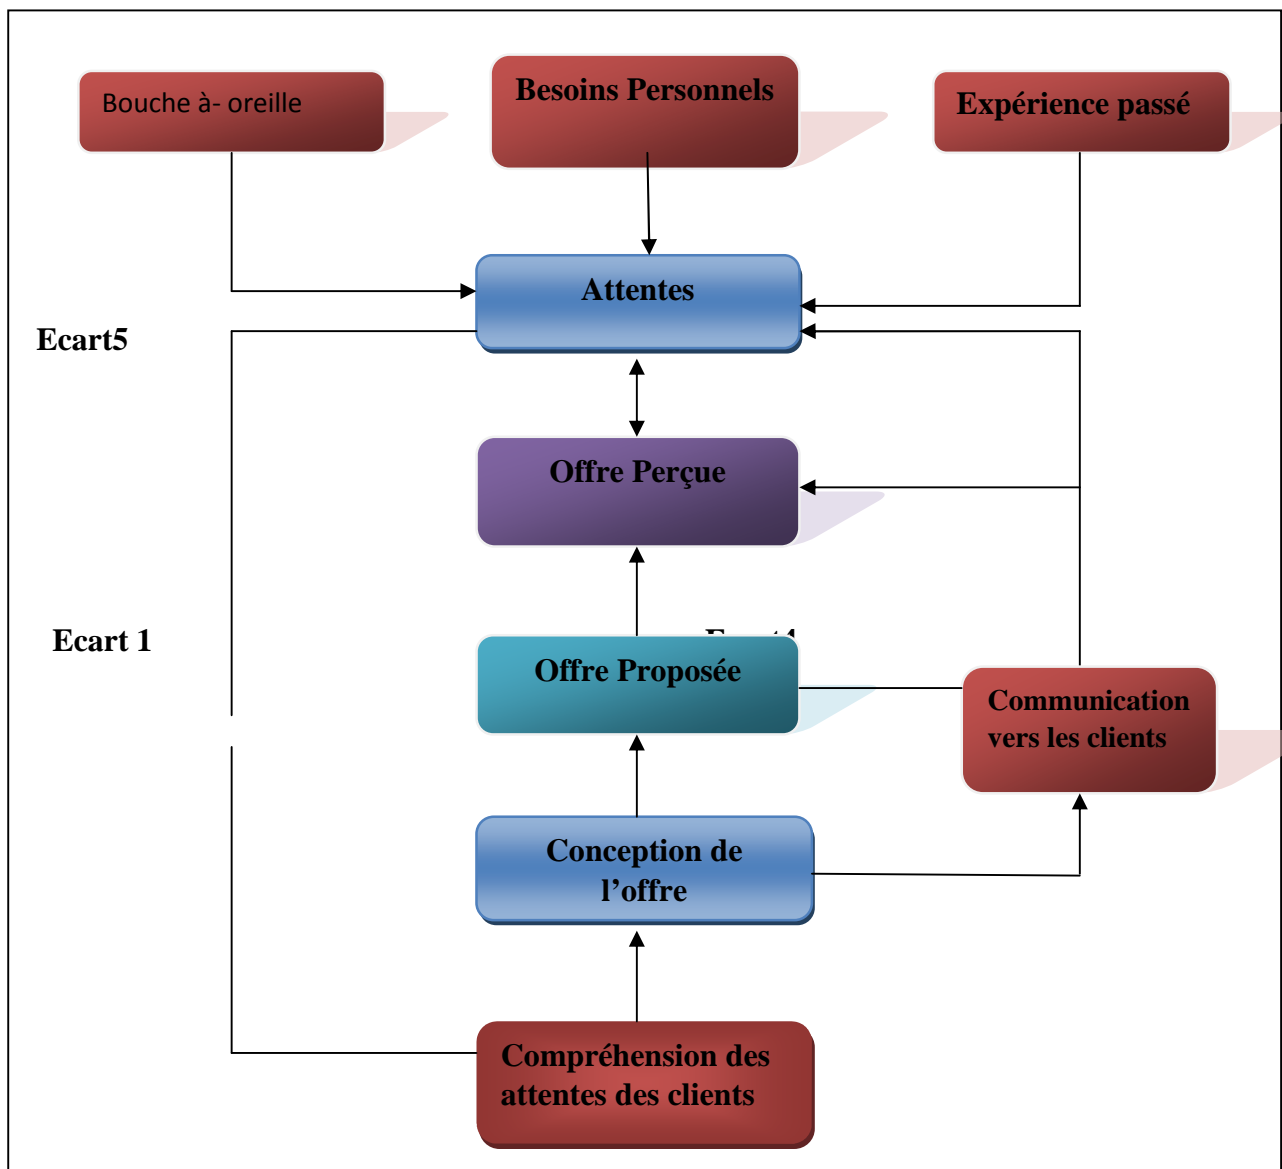 Bouche à- oreille
Besoins Personnels
Expérience passé
Attentes
Ecart5
Offre Perçue
Ecart 1
Offre Proposée
Communication
vers les clients
Conception de
l’offre
Compréhension des
attentes des clients